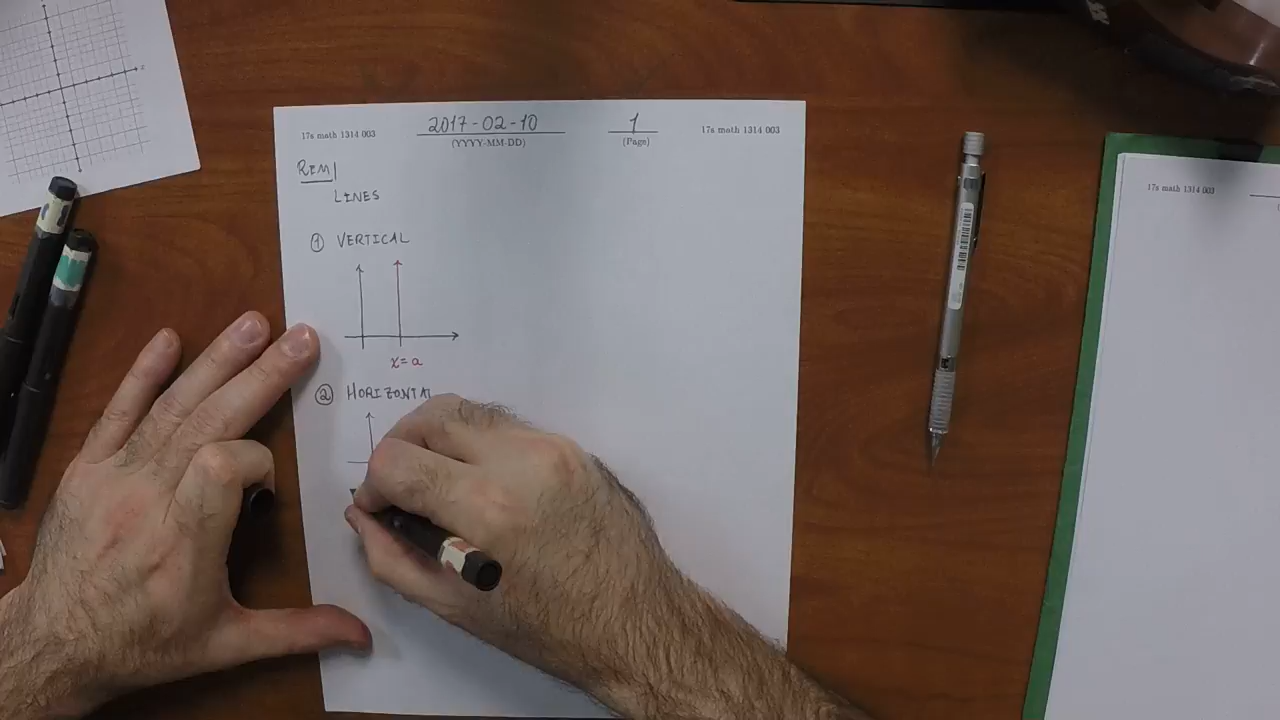 17s math 1314 003 2017-02-10 1 17s math 1314 003
(YYYY-MM-DD) (Page)
REM
LINES
① VERTICAL
x=a
② HORIZONTAL
17s math 1314 003